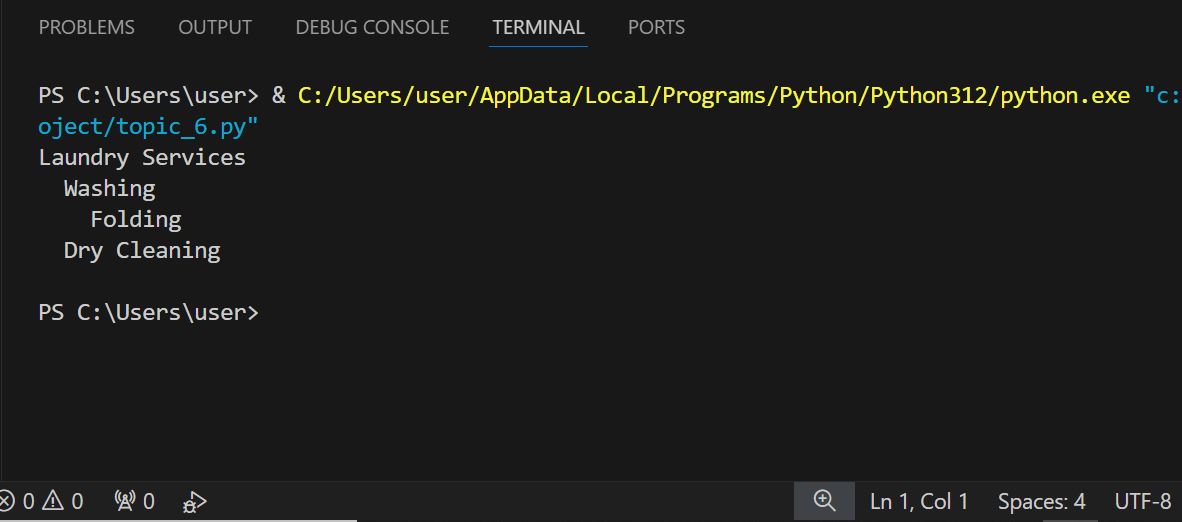 PROBLEMS OUTPUT DEBUG CONSOLE TERMINAL PORTS
PS C:\Users\user> & C:/Users/user/AppData/Local/Programs/Python/Python312/python.exe "c:
oject/topic_6.py"
Laundry Services
  Washing
    Folding
  Dry Cleaning
PS C:\Users\user>
0 0 0 Ln 1, Col 1 Spaces: 4 UTF-8